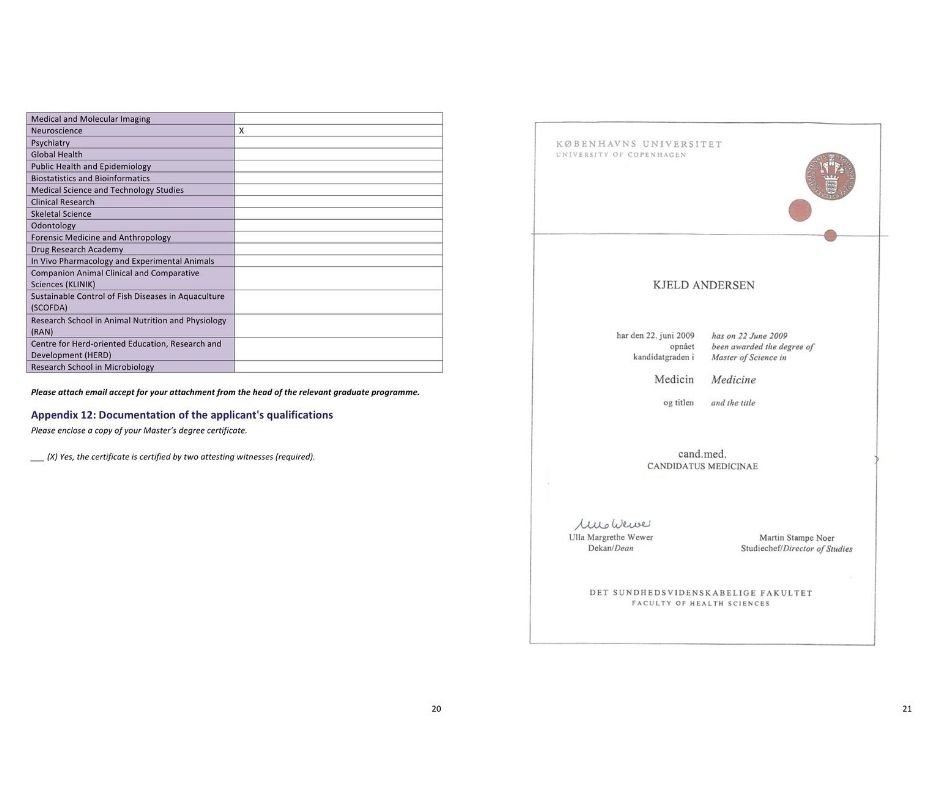 Medical and Molecular Imaging
Neuroscience X
Psychiatry
Global Health
Public Health and Epidemiology
Biostatistics and Bioinformatics
Medical Science and Technology Studies
Clinical Research
Skeletal Science
Odontology
Forensic Medicine and Anthropology
Drug Research Academy
In Vivo Pharmacology and Experimental Animals
Companion Animal Clinical and Comparative
Sciences (KLINIK)
Sustainable Control of Fish Diseases in Aquaculture
(SCOFDA)
Research School in Animal Nutrition and Physiology
(RAN)
Centre for Herd-oriented Education, Research and
Development (HERD)
Research School in Microbiology
Please attach email accept for your attachment from the head of the relevant graduate programme.
Appendix 12: Documentation of the applicant's qualifications
Please enclose a copy of your Master's degree certificate.
___ (X) Yes, the certificate is certified by two attesting witnesses (required).
20
KØBENHAVNS UNIVERSITET
UNIVERSITY OF COPENHAGEN
KJELD ANDERSEN
har den 22. juni 2009 has on 22 June 2009
opnået been awarded the degree of
kandidatgraden i Master of Science in
Medicin Medicine
og titlen and the title
cand.med.
CANDIDATUS MEDICINAE
Ulla Wewer
Ulla Margrethe Wewer
Dekan/Dean
Martin Stampe Noer
Studiechef/Director of Studies
DET SUNDHEDSVIDENSKABELIGE FAKULTET
FACULTY OF HEALTH SCIENCES
21